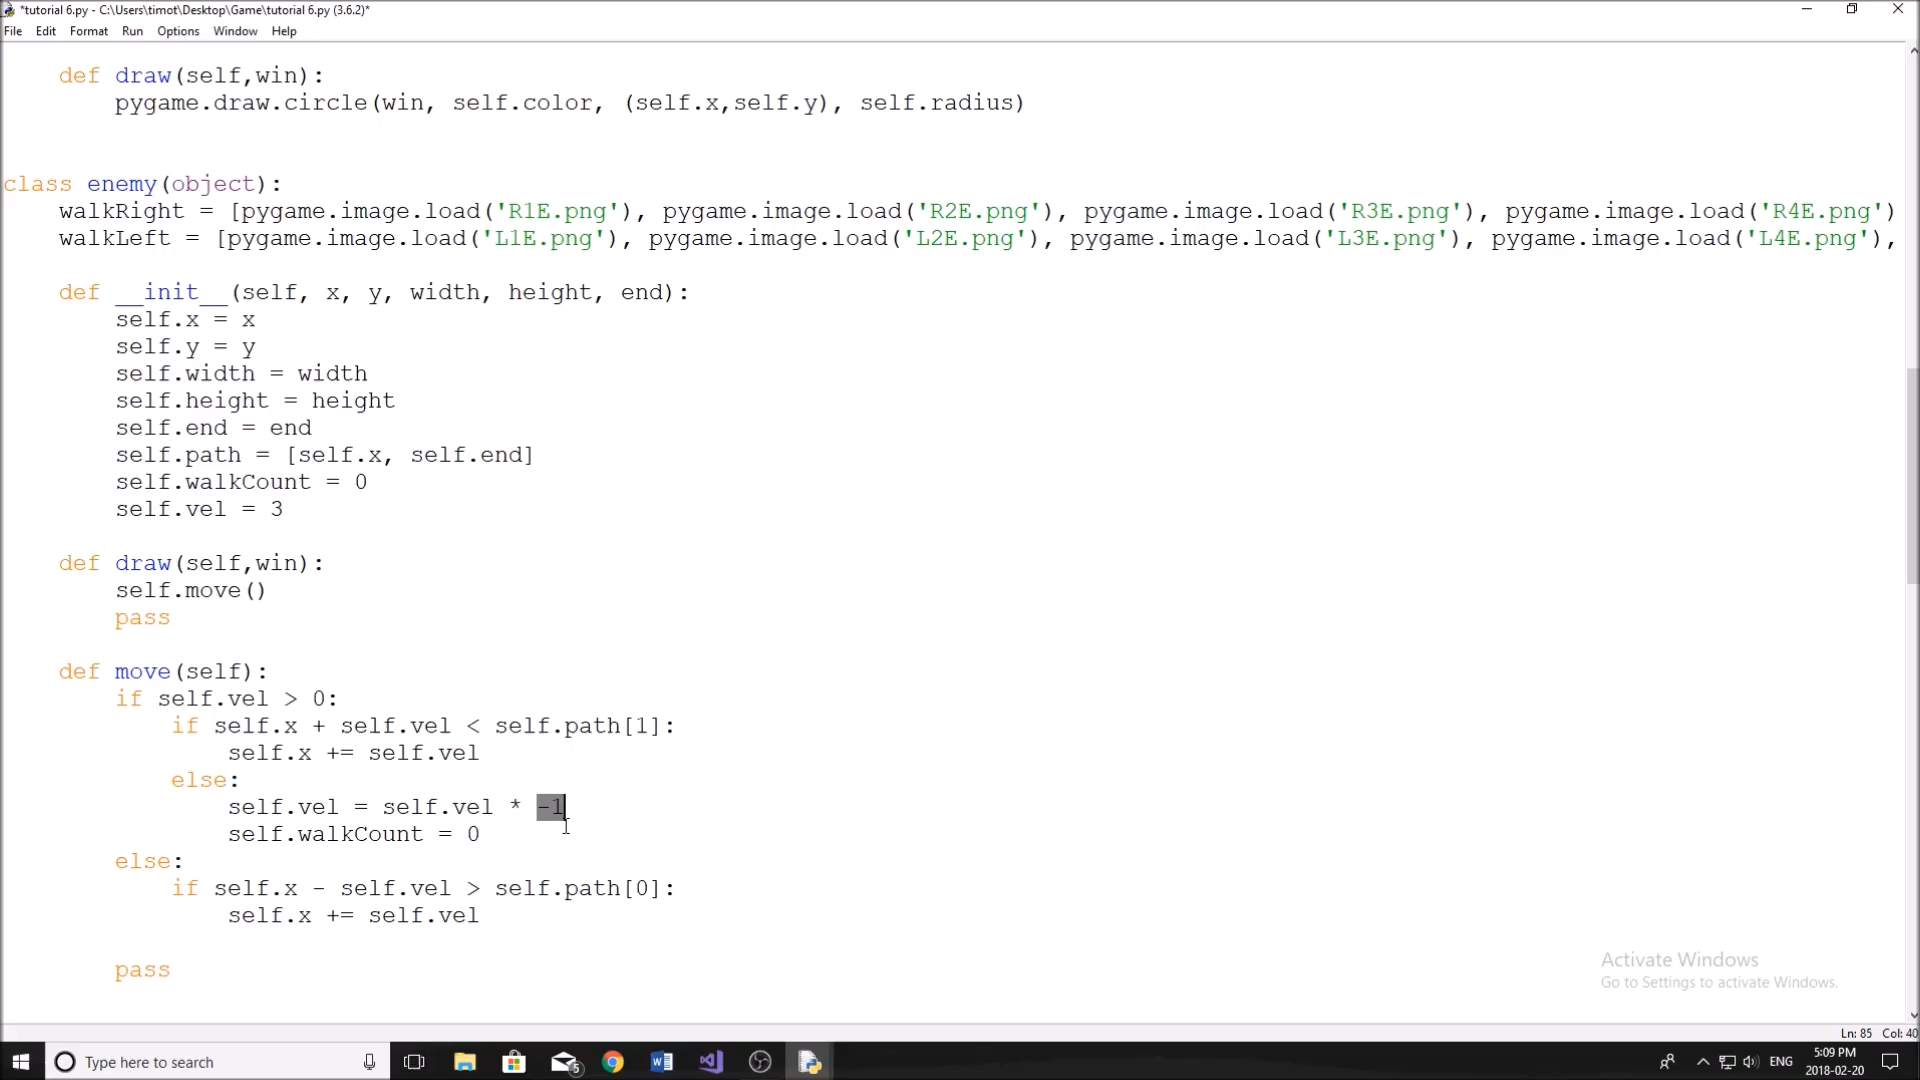 *tutorial 6.py - C:\Users\timot\Desktop\Game\tutorial 6.py (3.6.2)*
File Edit Format Run Options Window Help
def draw(self,win):
pygame.draw.circle(win, self.color, (self.x,self.y), self.radius)
class enemy(object):
walkRight = [pygame.image.load('R1E.png'), pygame.image.load('R2E.png'), pygame.image.load('R3E.png'), pygame.image.load('R4E.png')
walkLeft = [pygame.image.load('L1E.png'), pygame.image.load('L2E.png'), pygame.image.load('L3E.png'), pygame.image.load('L4E.png'),
def __init__(self, x, y, width, height, end):
self.x = x
self.y = y
self.width = width
self.height = height
self.end = end
self.path = [self.x, self.end]
self.walkCount = 0
self.vel = 3
def draw(self,win):
self.move()
pass
def move(self):
if self.vel > 0:
if self.x + self.vel < self.path[1]:
self.x += self.vel
else:
self.vel = self.vel * -1
self.walkCount = 0
else:
if self.x - self.vel > self.path[0]:
self.x += self.vel
pass
Activate Windows
Go to Settings to activate Windows.
Ln: 85 Col: 40
Type here to search
5
ENG
5:09 PM
2018-02-20